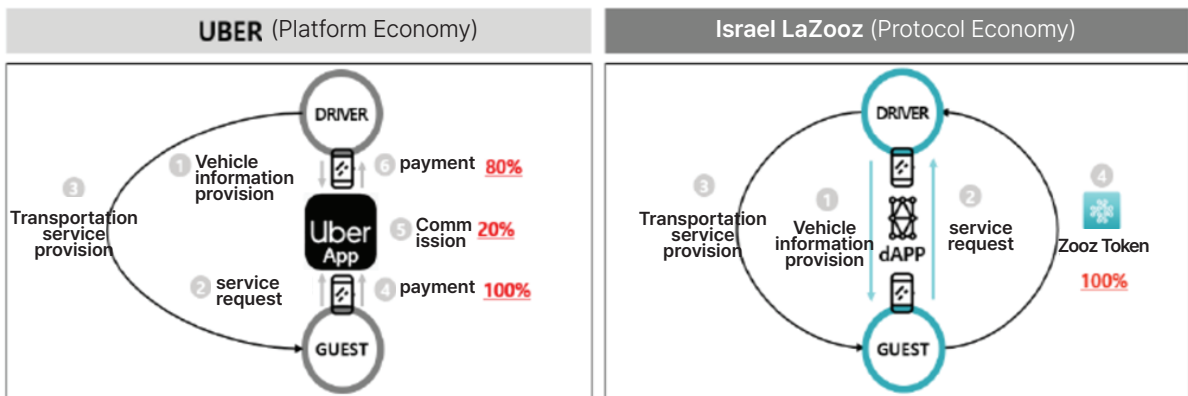 UBER (Platform Economy)
DRIVER
1 Vehicle
information
provision
6 payment 80%
3
Transportation
service
provision
Uber
App
5 Comm
ission 20%
2 service
request
4 payment 100%
GUEST
Israel LaZooz (Protocol Economy)
DRIVER
3
Transportation
service
provision
1
Vehicle
information
provision
dAPP
2
service
request
4
Zooz Token
100%
GUEST